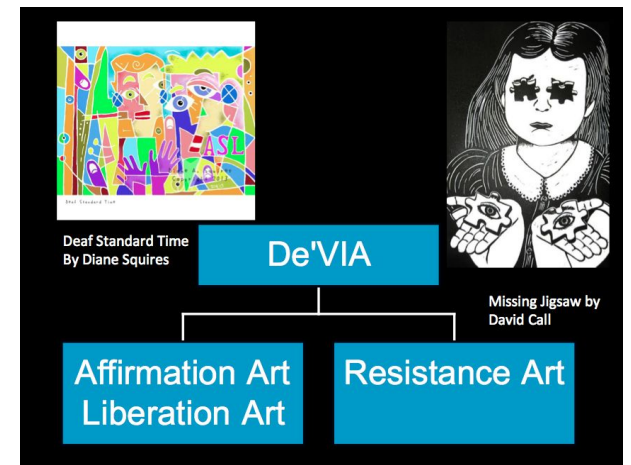 ASL
Deaf Standard Time
Deaf Standard Time
By Diane Squires
De'VIA
Missing Jigsaw by
David Call
Affirmation Art
Liberation Art
Resistance Art